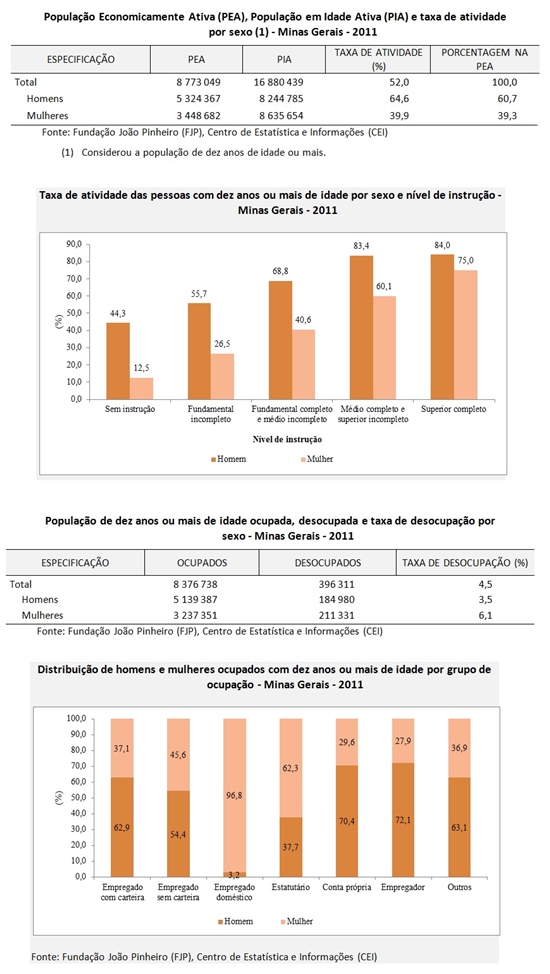 População Economicamente Ativa (PEA), População em Idade Ativa (PIA) e taxa de atividade
por sexo (1) - Minas Gerais - 2011
ESPECIFICAÇÃO PEA PIA TAXA DE ATIVIDADE (%) PORCENTAGEM NA PEA
Total 8 773 049 16 880 439 52,0 100,0
Homens 5 324 367 8 244 785 64,6 60,7
Mulheres 3 448 682 8 635 654 39,9 39,3
Fonte: Fundação João Pinheiro (FJP), Centro de Estatística e Informações (CEI)
(1) Considerou a população de dez anos de idade ou mais.
Taxa de atividade das pessoas com dez anos ou mais de idade por sexo e nível de instrução -
Minas Gerais - 2011
90,0
80,0
70,0
60,0
50,0
40,0
30,0
20,0
10,0
0,0
(%)
44,3 12,5 55,7 26,5 68,8 40,6 83,4 60,1 84,0 75,0
Sem instrução Fundamental incompleto Fundamental completo e médio incompleto Médio completo e superior incompleto Superior completo
Nível de instrução
Homem Mulher
População de dez anos ou mais de idade ocupada, desocupada e taxa de desocupação por
sexo - Minas Gerais - 2011
ESPECIFICAÇÃO OCUPADOS DESOCUPADOS TAXA DE DESOCUPAÇÃO (%)
Total 8 376 738 396 311 4,5
Homens 5 139 387 184 980 3,5
Mulheres 3 237 351 211 331 6,1
Fonte: Fundação João Pinheiro (FJP), Centro de Estatística e Informações (CEI)
Distribuição de homens e mulheres ocupados com dez anos ou mais de idade por grupo de
ocupação - Minas Gerais - 2011
100,0
90,0
80,0
70,0
60,0
50,0
40,0
30,0
20,0
10,0
0,0
(%)
37,1 45,6 96,8 62,3 29,6 27,9 36,9
62,9 54,4 3,2 37,7 70,4 72,1 63,1
Empregado com carteira Empregado sem carteira Empregado doméstico Estatutário Conta própria Empregador Outros
Homem Mulher
Fonte: Fundação João Pinheiro (FJP), Centro de Estatística e Informações (CEI)